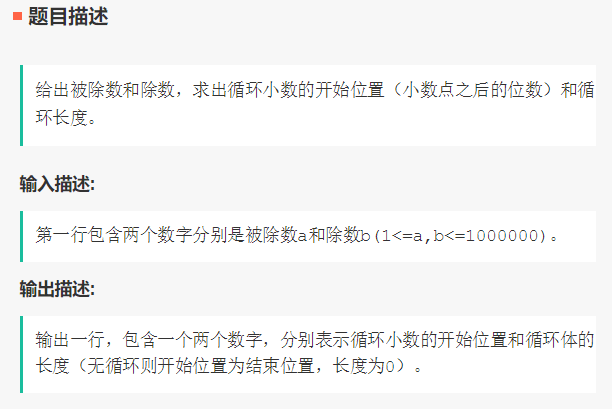 题目描述
给出被除数和除数，求出循环小数的开始位置（小数点之后的位数）和循
环长度。
输入描述:
第一行包含两个数字分别是被除数a和除数b(1<=a,b<=1000000)。
输出描述:
输出一行，包含一个两个数字，分别表示循环小数的开始位置和循环体的
长度（无循环则开始位置为结束位置，长度为0）。